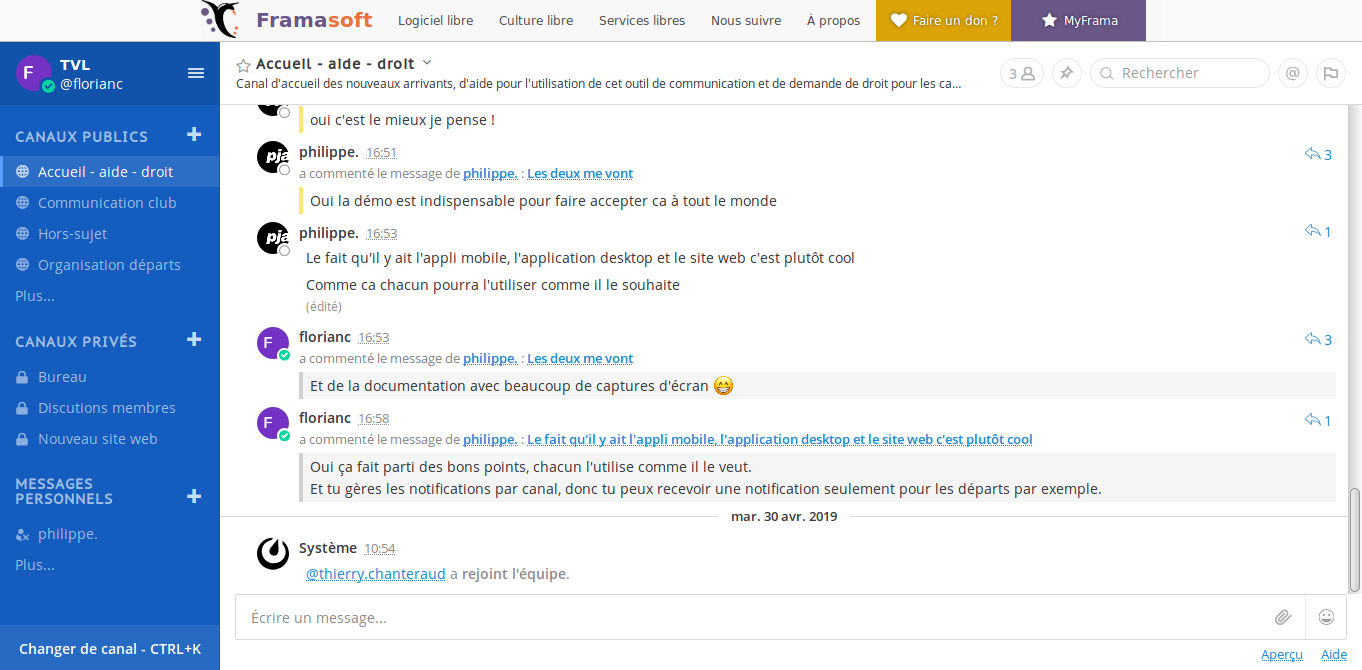 Framasoft
Logiciel libre
Culture libre
Services libres
Nous suivre
À propos
Faire un don ?
MyFrama
F
TVL
@florianc
CANAUX PUBLICS
Accueil - aide - droit
Communication club
Hors-sujet
Organisation départs
Plus...
CANAUX PRIVÉS
Bureau
Discutions membres
Nouveau site web
MESSAGES
PERSONNELS
philippe.
Plus...
Changer de canal - CTRL+K
Accueil - aide - droit
Canal d'accueil des nouveaux arrivants, d'aide pour l'utilisation de cet outil de communication et de demande de droit pour les ca...
3
Rechercher
@
oui c'est le mieux je pense !
pja
philippe. 16:51
3
a commenté le message de philippe. : Les deux me vont
Oui la démo est indispensable pour faire accepter ca à tout le monde
pja
philippe. 16:53
1
Le fait qu'il y ait l'appli mobile, l'application desktop et le site web c'est plutôt cool
Comme ca chacun pourra l'utiliser comme il le souhaite
(édité)
F
florianc 16:53
3
a commenté le message de philippe. : Les deux me vont
Et de la documentation avec beaucoup de captures d'écran 😁
F
florianc 16:58
1
a commenté le message de philippe. : Le fait qu'il y ait l'appli mobile, l'application desktop et le site web c'est plutôt cool
Oui ça fait parti des bons points, chacun l'utilise comme il le veut.
Et tu gères les notifications par canal, donc tu peux recevoir une notification seulement pour les départs par exemple.
mar. 30 avr. 2019
Système 10:54
@thierry.chanteraud a rejoint l'équipe.
Écrire un message...
Aperçu
Aide